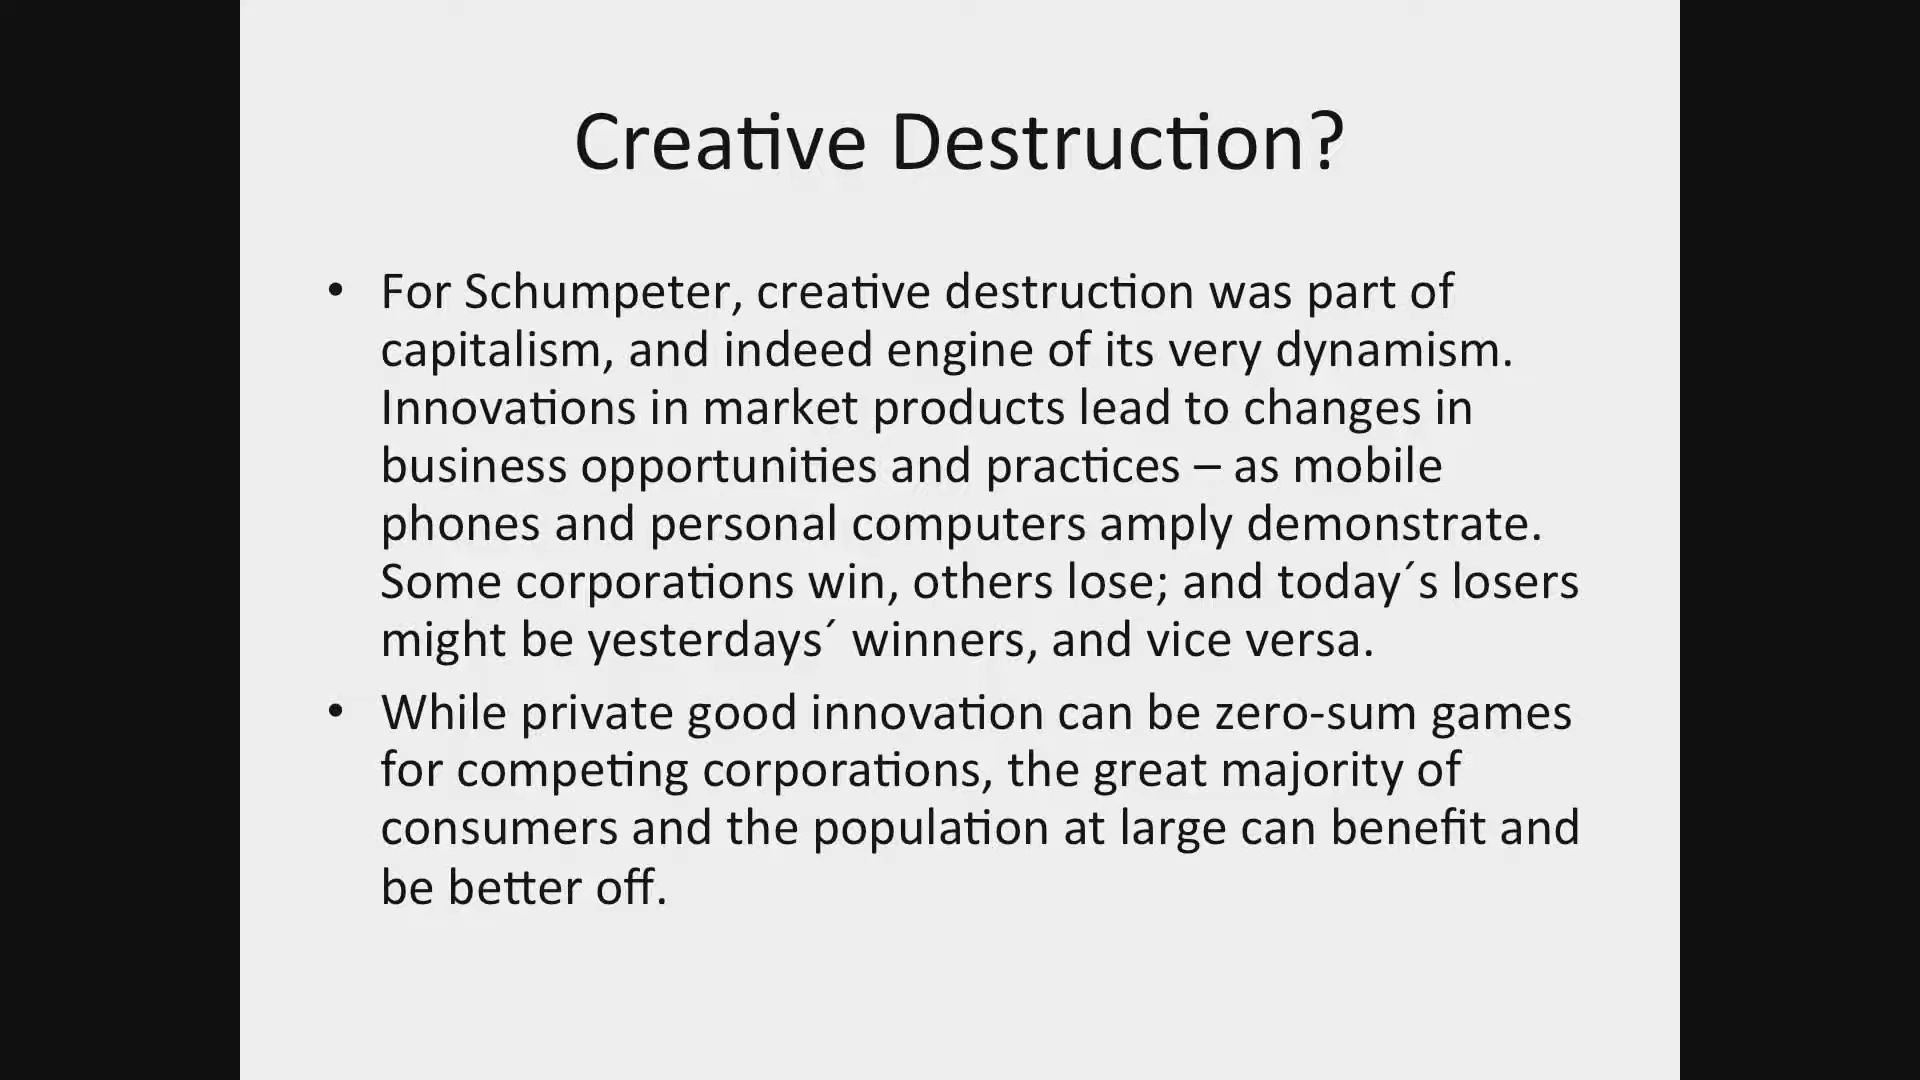 Creative Destruction?
• For Schumpeter, creative destruction was part of
capitalism, and indeed engine of its very dynamism.
Innovations in market products lead to changes in
business opportunities and practices – as mobile
phones and personal computers amply demonstrate.
Some corporations win, others lose; and today´s losers
might be yesterdays´ winners, and vice versa.
• While private good innovation can be zero-sum games
for competing corporations, the great majority of
consumers and the population at large can benefit and
be better off.